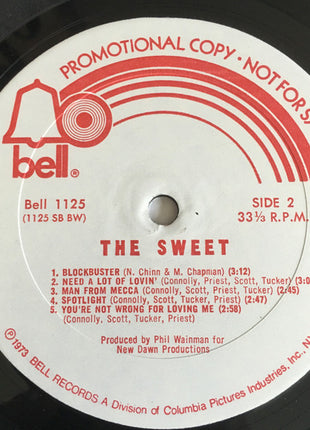 PROMOTIONAL COPY · NOT FOR SA
bell®
Bell 1125
(1125 SB BW)
SIDE 2
33⅓ R.P.M.
THE SWEET
1. BLOCKBUSTER (N. Chinn & M. Chapman) (3:12)
2. NEED A LOT OF LOVIN' (Connolly, Priest, Scott, Tucker) (3:0
3. MAN FROM MECCA (Connolly, Priest, Scott, Tucker) (2:45)
4. SPOTLIGHT (Connolly, Scott, Tucker, Priest) (2:47)
5. YOU'RE NOT WRONG FOR LOVING ME (2:58)
(Connolly, Scott, Tucker, Priest)
Produced by Phil Wainman for
New Dawn Productions
Ⓟ1973 BELL RECORDS A Division of Columbia Pictures Industries, Inc., N